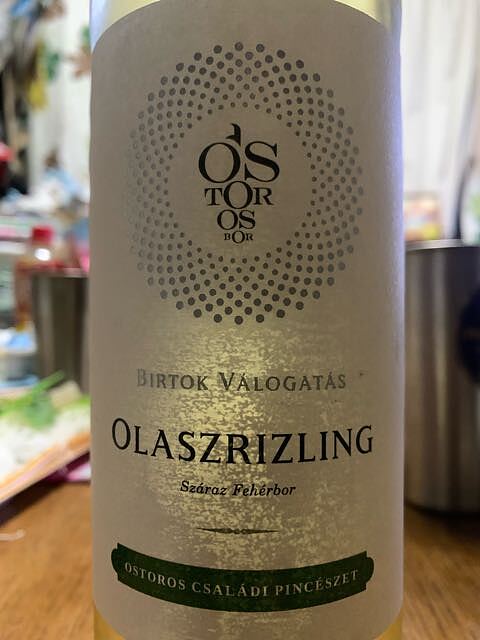 OS
TOR
OS
BOR
BIRTOK VÁLOGATÁS
OLASZRIZLING
Száraz Fehérbor
OSTOROS CSALÁDI PINCÉSZET